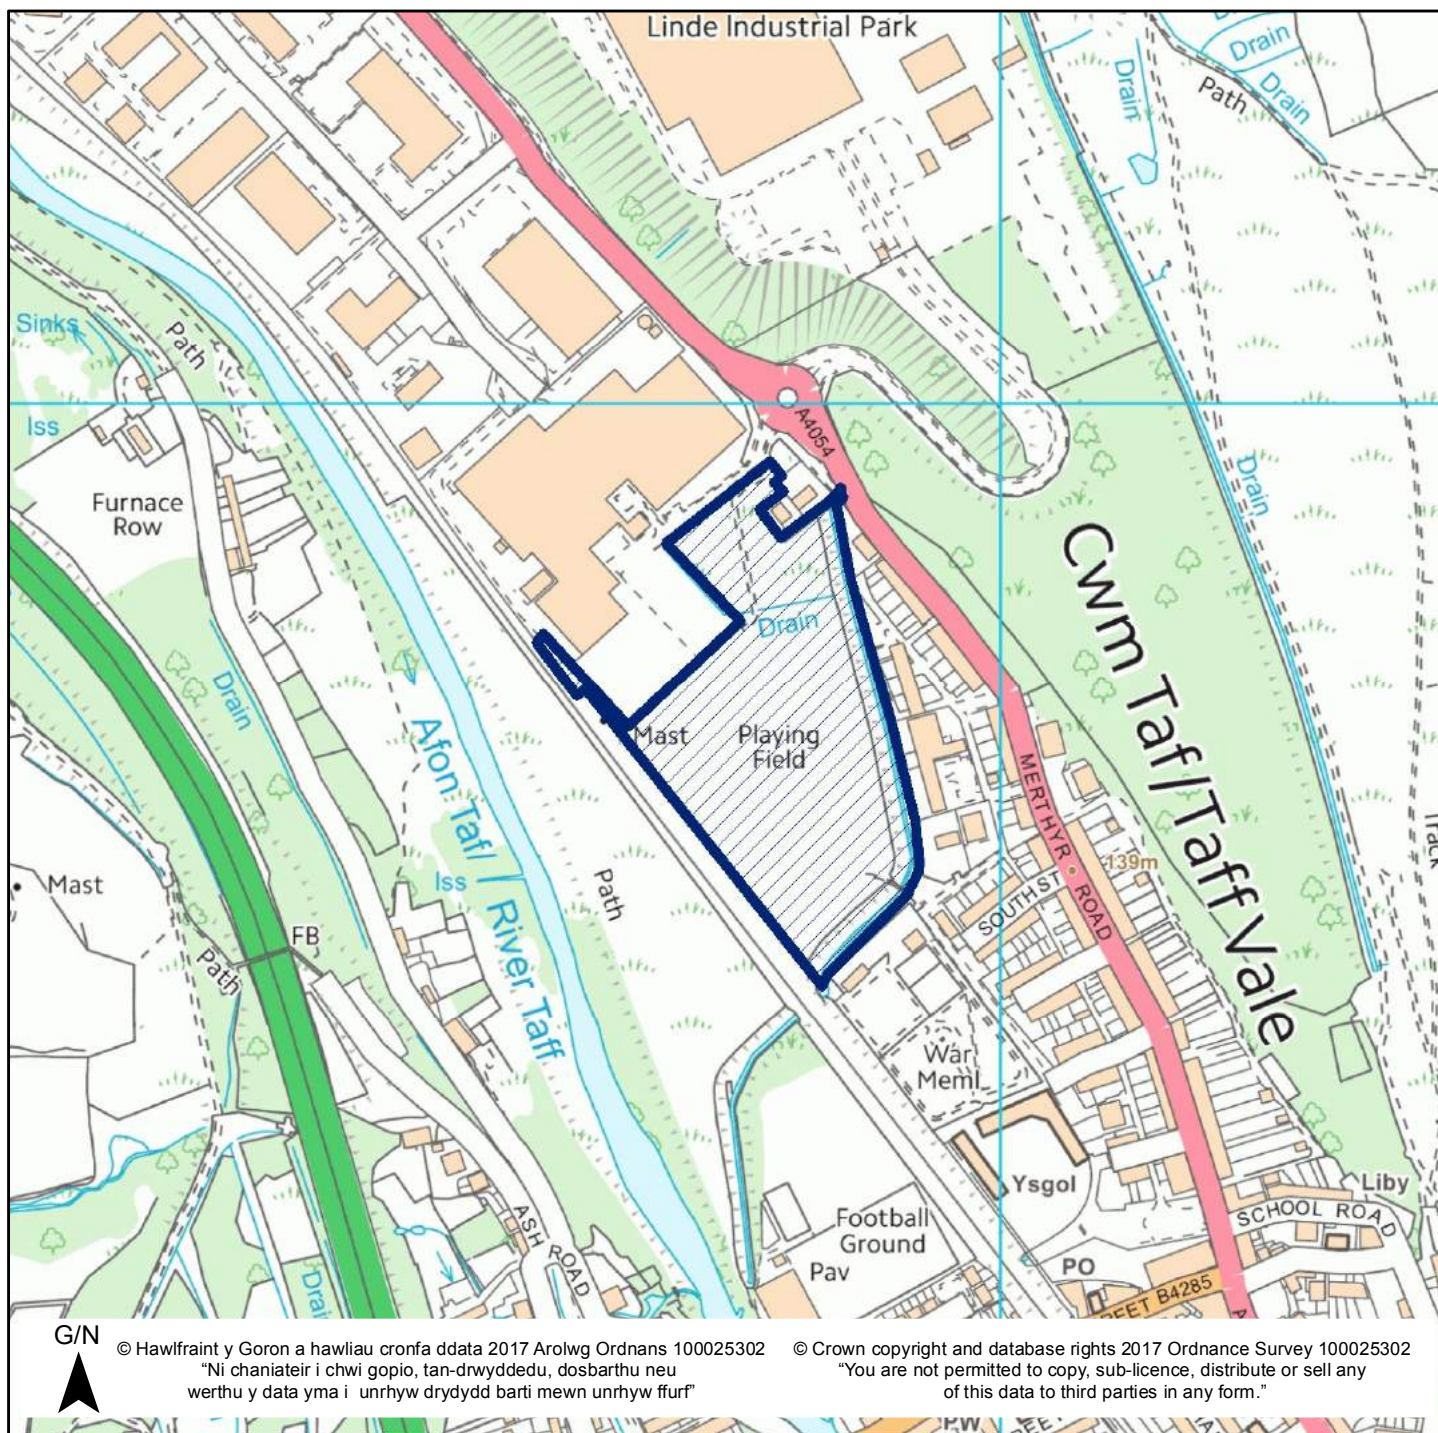 Linde Industrial Park
Drain
Drain
Drain
Path
Sinks
Path
Iss
A4054
Furnace
Row
Drain
Cwm Taf / Taff Vale
Drain
Drain
Mast
Playing
Field
Afon Taf/ River Taff
MERTHYR ROAD
139m
Track
Mast
Iss
Path
SOUTH ST
FB
Path
War
Meml
Ysgol
Liby
ASH ROAD
Football
Ground
SCHOOL ROAD
Pav
PO
REET B4285
A
Drain
G/N
© Hawlfraint y Goron a hawliau cronfa ddata 2017 Arolwg Ordnans 100025302
“Ni chaniateir i chwi gopio, tan-drwyddedu, dosbarthu neu
werthu y data yma i unrhyw drydydd barti mewn unrhyw ffurf”
© Crown copyright and database rights 2017 Ordnance Survey 100025302
“You are not permitted to copy, sub-licence, distribute or sell any
of this data to third parties in any form.”
PW